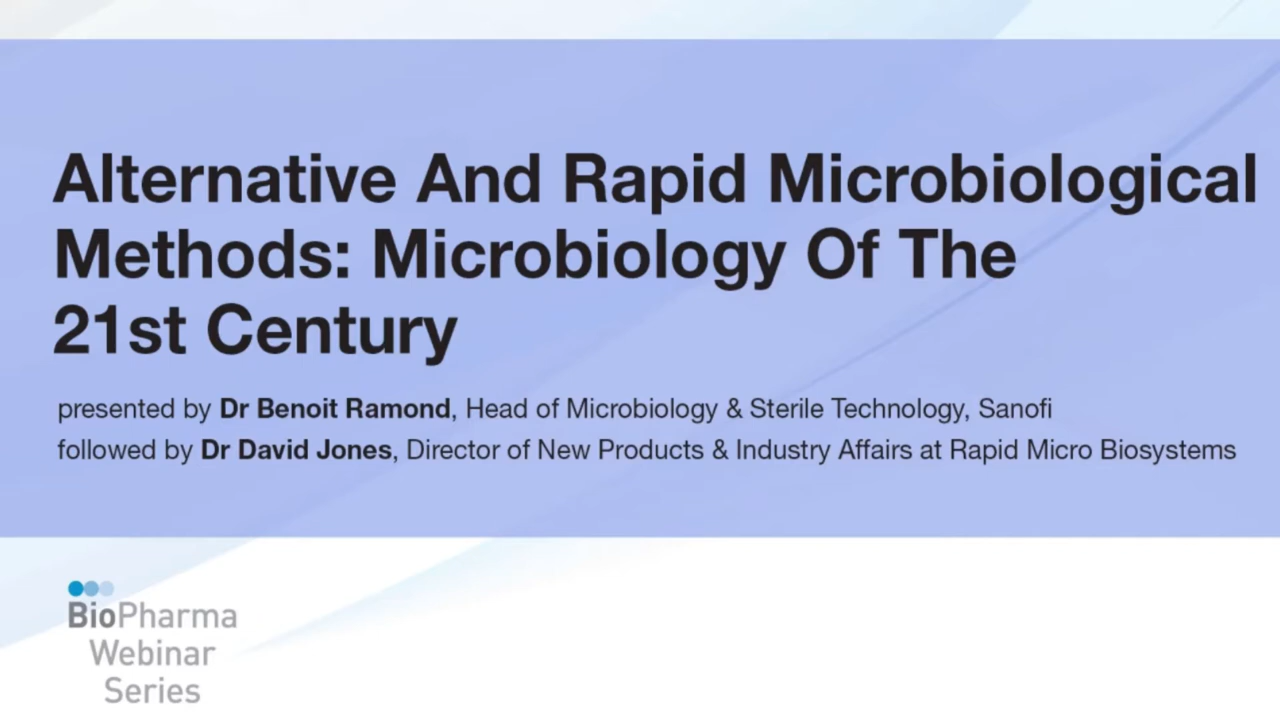 Alternative And Rapid Microbiological
Methods: Microbiology Of The
21st Century
presented by Dr Benoit Ramond, Head of Microbiology & Sterile Technology, Sanofi
followed by Dr David Jones, Director of New Products & Industry Affairs at Rapid Micro Biosystems
BioPharma
Webinar
Series